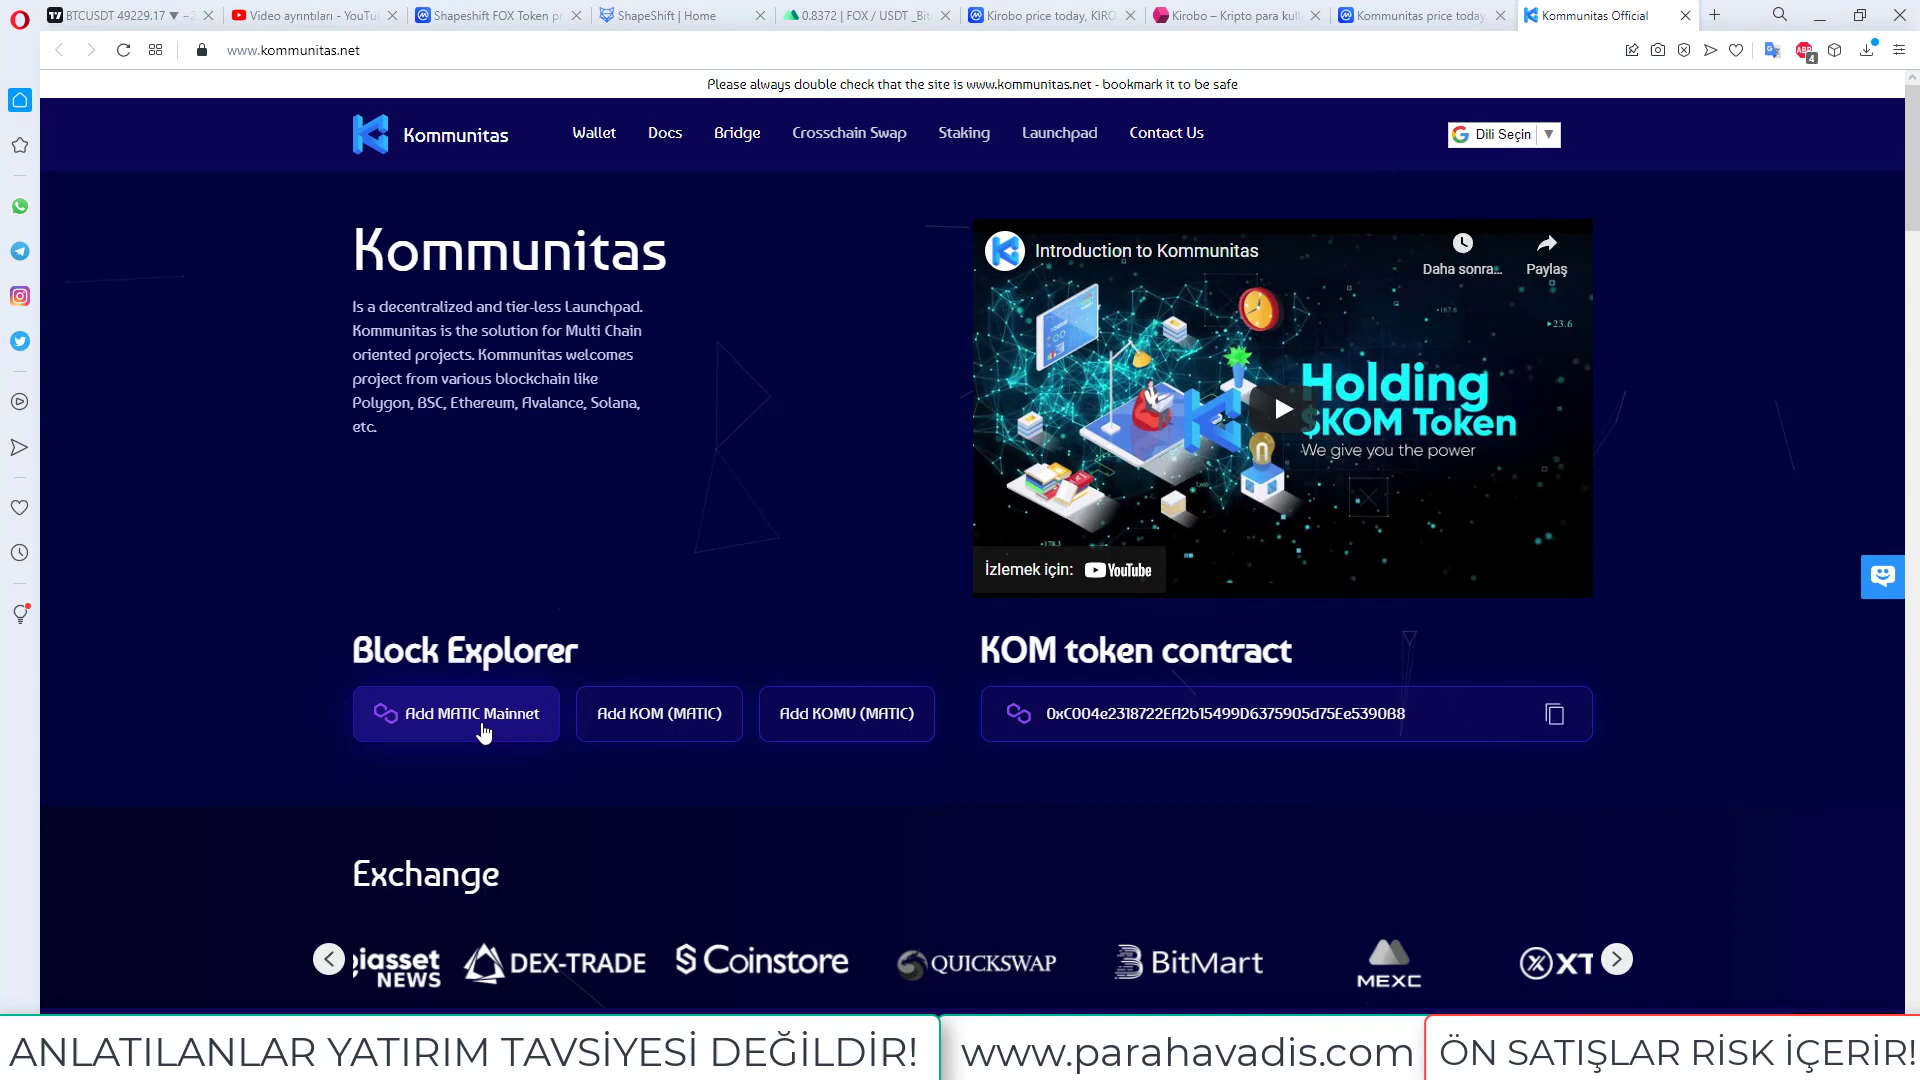 BTCUSDT 49229.17 ▼ −2
Video ayrıntıları - YouTu
Shapeshift FOX Token pr
ShapeShift | Home
0.8372 | FOX / USDT _Bit
Kirobo price today, KIRO
Kirobo – Kripto para kull
Kommunitas price today,
Kommunitas Official
www.kommunitas.net
4
Please always double check that the site is www.kommunitas.net - bookmark it to be safe
Kommunitas
Wallet
Docs
Bridge
Crosschain Swap
Staking
Launchpad
Contact Us
Dili Seçin ▼
Kommunitas
Is a decentralized and tier-less Launchpad.
Kommunitas is the solution for Multi Chain
oriented projects. Kommunitas welcomes
project from various blockchain like
Polygon, BSC, Ethereum, Avalance, Solana,
etc.
Introduction to Kommunitas
Daha sonra...
Paylaş
Holding
$KOM Token
We give you the power
İzlemek için: YouTube
Block Explorer
Add MATIC Mainnet
Add KOM (MATIC)
Add KOMV (MATIC)
KOM token contract
0xC004e2318722EA2b15499D6375905d75Ee5390B8
Exchange
iasset
NEWS
DEX-TRADE
Coinstore
QUICKSWAP
BitMart
MEXC
XT
ANLATILANLAR YATIRIM TAVSİYESİ DEĞİLDİR!
www.parahavadis.com
ÖN SATIŞLAR RİSK İÇERİR!